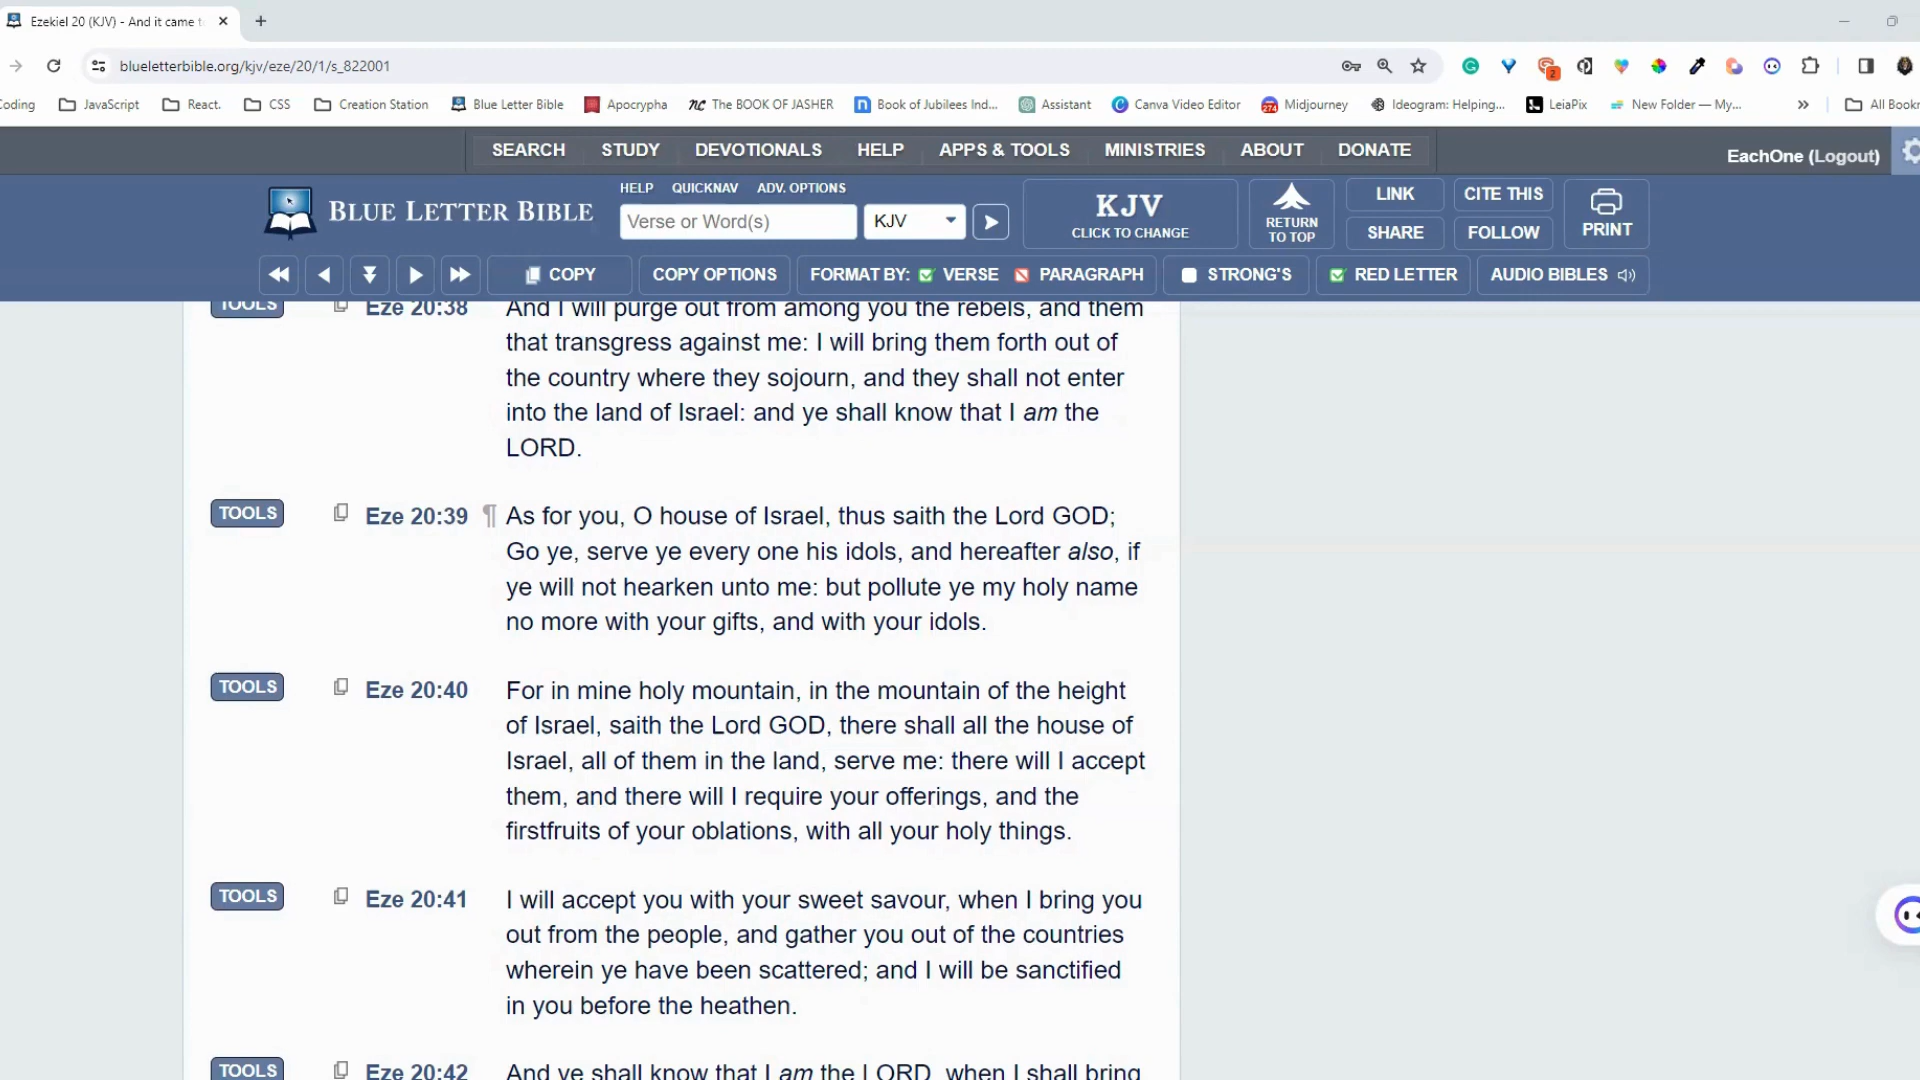 Ezekiel 20 (KJV) - And it came t
blueletterbible.org/kjv/eze/20/1/s_822001
2
oding JavaScript React. CSS Creation Station Blue Letter Bible Apocrypha The BOOK OF JASHER Book of Jubilees Ind... Assistant Canva Video Editor 274 Midjourney Ideogram: Helping... LeiaPix New Folder — My... » All Bookr
SEARCH STUDY DEVOTIONALS HELP APPS & TOOLS MINISTRIES ABOUT DONATE
EachOne (Logout)
HELP QUICKNAV ADV. OPTIONS
BLUE LETTER BIBLE
Verse or Word(s) KJV
KJV
CLICK TO CHANGE
RETURN
TO TOP
LINK CITE THIS
SHARE FOLLOW
PRINT
COPY COPY OPTIONS FORMAT BY: VERSE PARAGRAPH STRONG'S RED LETTER AUDIO BIBLES
TOOLS Eze 20:38 And I will purge out from among you the rebels, and them
that transgress against me: I will bring them forth out of
the country where they sojourn, and they shall not enter
into the land of Israel: and ye shall know that I am the
LORD.
TOOLS Eze 20:39 ¶ As for you, O house of Israel, thus saith the Lord GOD;
Go ye, serve ye every one his idols, and hereafter also, if
ye will not hearken unto me: but pollute ye my holy name
no more with your gifts, and with your idols.
TOOLS Eze 20:40 For in mine holy mountain, in the mountain of the height
of Israel, saith the Lord GOD, there shall all the house of
Israel, all of them in the land, serve me: there will I accept
them, and there will I require your offerings, and the
firstfruits of your oblations, with all your holy things.
TOOLS Eze 20:41 I will accept you with your sweet savour, when I bring you
out from the people, and gather you out of the countries
wherein ye have been scattered; and I will be sanctified
in you before the heathen.
TOOLS Eze 20:42 And ye shall know that I am the LORD, when I shall bring